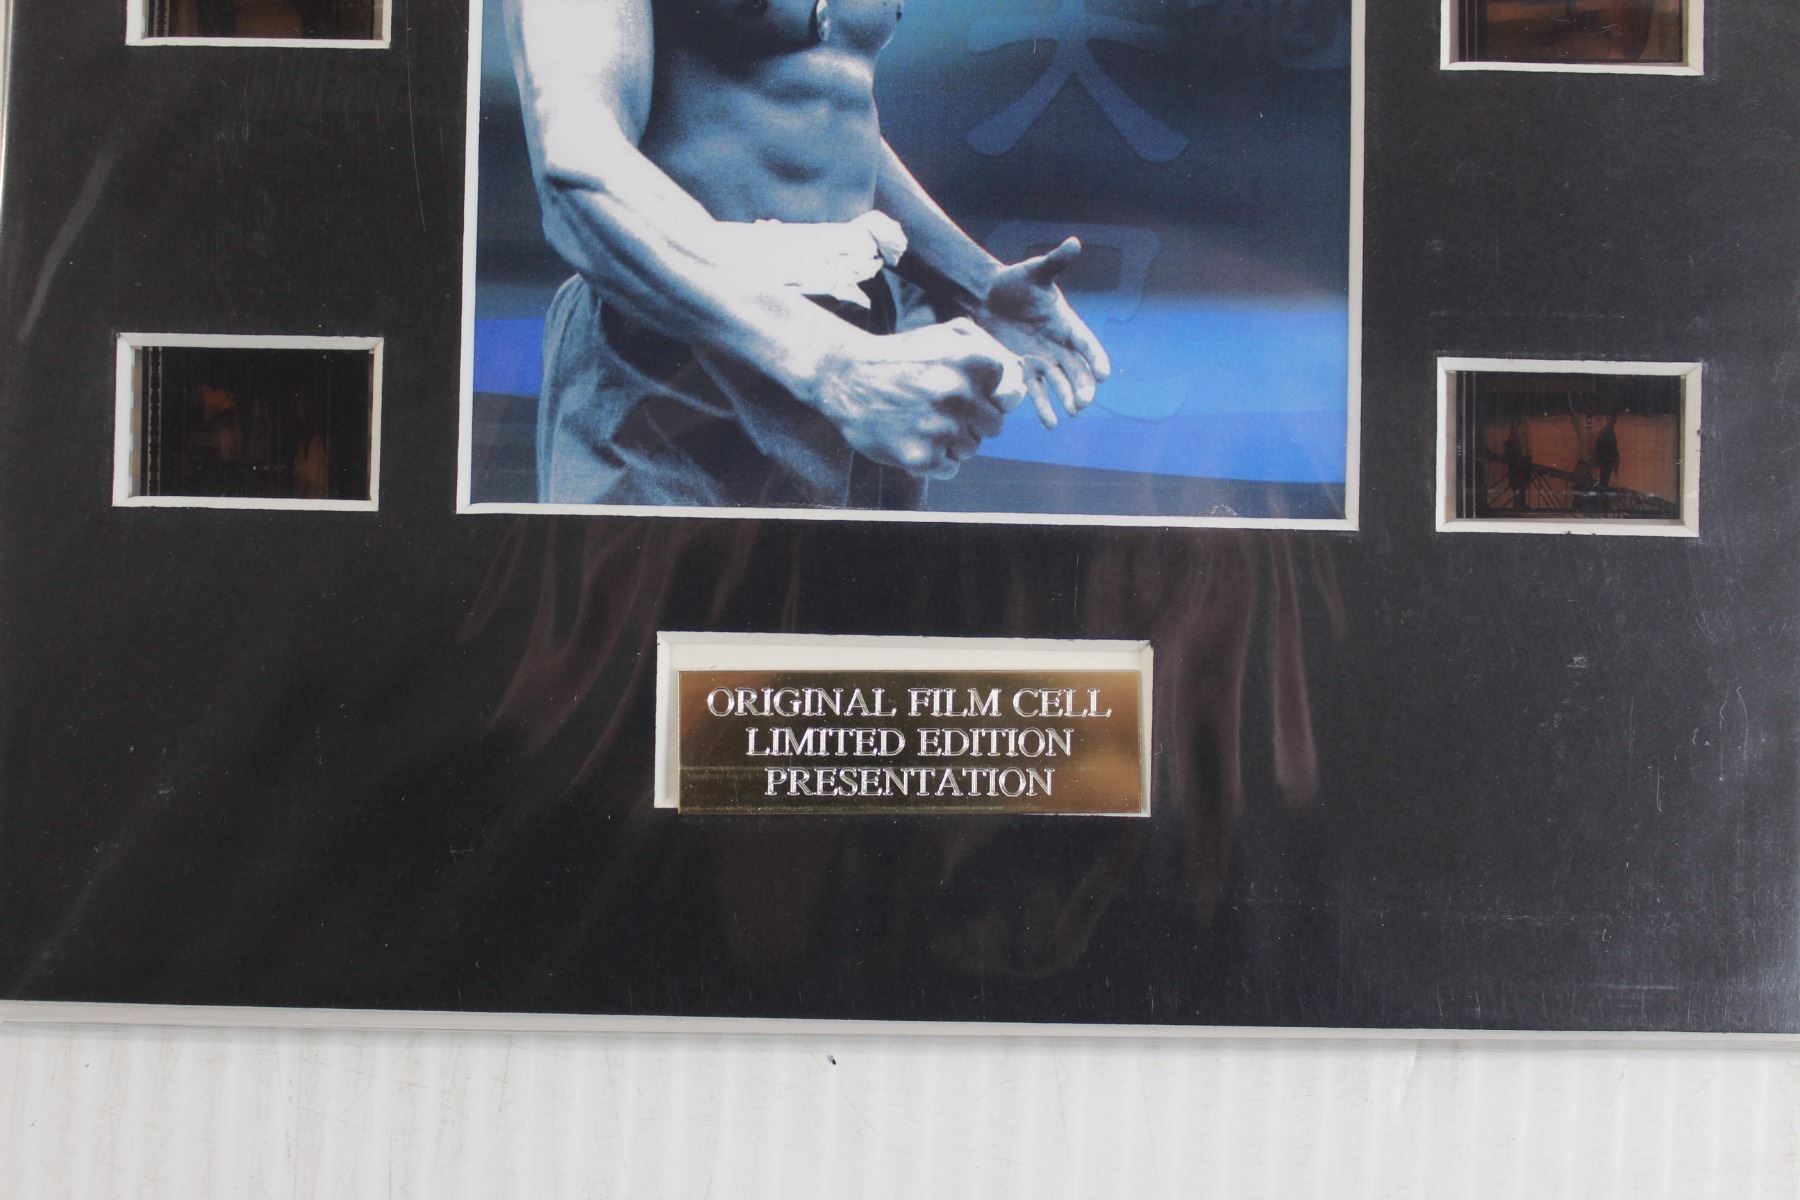 ORIGINAL FILM CELL
LIMITED EDITION
PRESENTATION